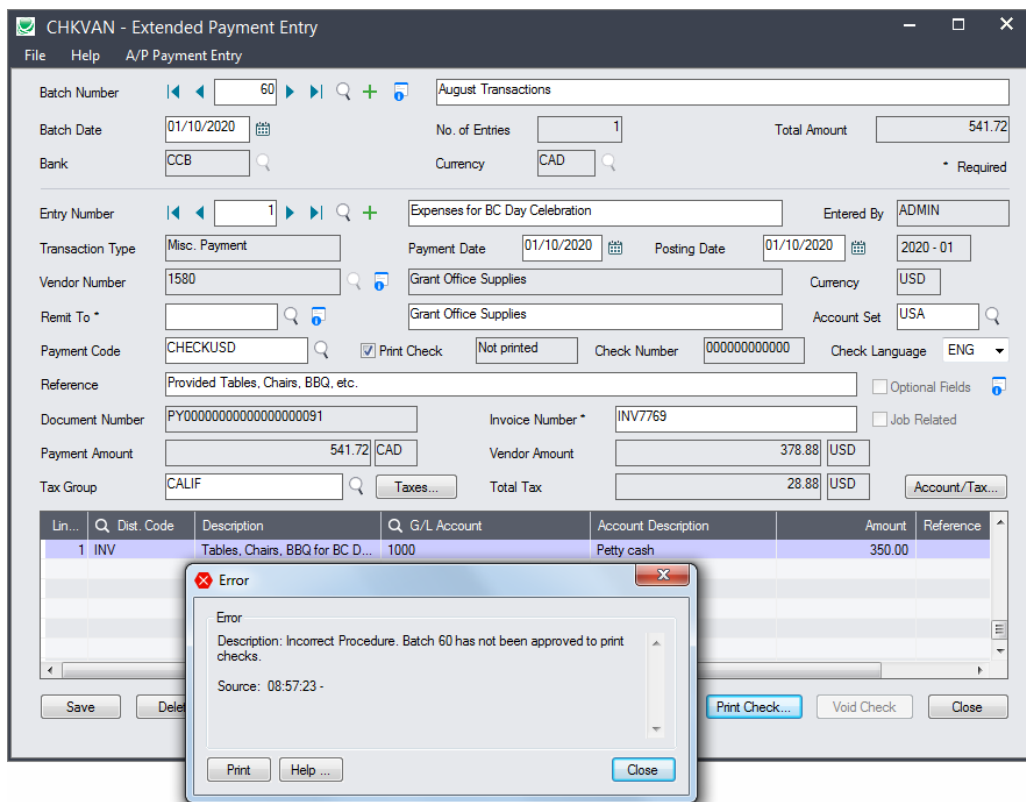 CHKVAN - Extended Payment Entry
File Help A/P Payment Entry
Batch Number 60 August Transactions
Batch Date 01/10/2020 No. of Entries 1 Total Amount 541.72
Bank CCB Currency CAD * Required
Entry Number 1 Expenses for BC Day Celebration Entered By ADMIN
Transaction Type Misc. Payment Payment Date 01/10/2020 Posting Date 01/10/2020 2020 - 01
Vendor Number 1580 Grant Office Supplies Currency USD
Remit To * Grant Office Supplies Account Set USA
Payment Code CHECKUSD Print Check Not printed Check Number 000000000000 Check Language ENG
Reference Provided Tables, Chairs, BBQ, etc. Optional Fields
Document Number PY00000000000000000091 Invoice Number * INV7769 Job Related
Payment Amount 541.72 CAD Vendor Amount 378.88 USD
Tax Group CALIF Taxes... Total Tax 28.88 USD Account/Tax...
Lin... Dist. Code Description G/L Account Account Description Amount Reference
1 INV Tables, Chairs, BBQ for BC D... 1000 Petty cash 350.00
Error
Error
Description: Incorrect Procedure. Batch 60 has not been approved to print
checks.
Source: 08:57:23 -
Save Delet Print Check... Void Check Close
Print Help ... Close